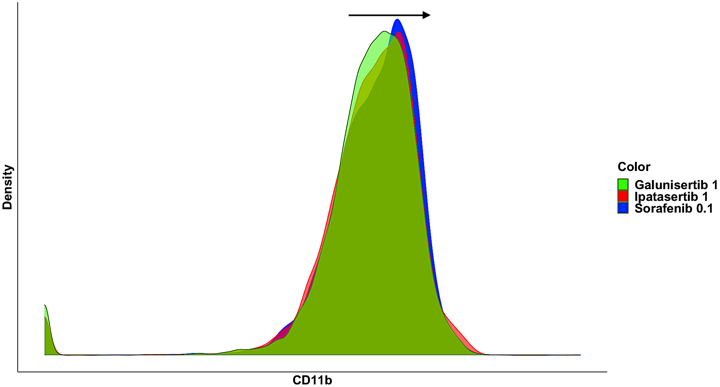 Density
CD11b
Color
Galunisertib 1
Ipatasertib 1
Sorafenib 0.1